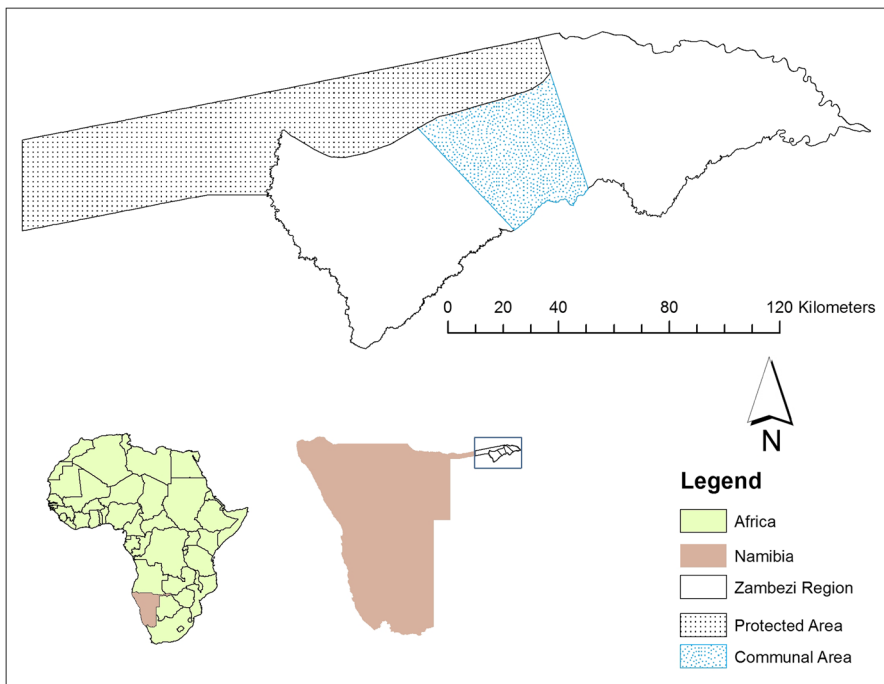 0 20 40 80 120 Kilometers
N
Legend
Africa
Namibia
Zambezi Region
Protected Area
Communal Area